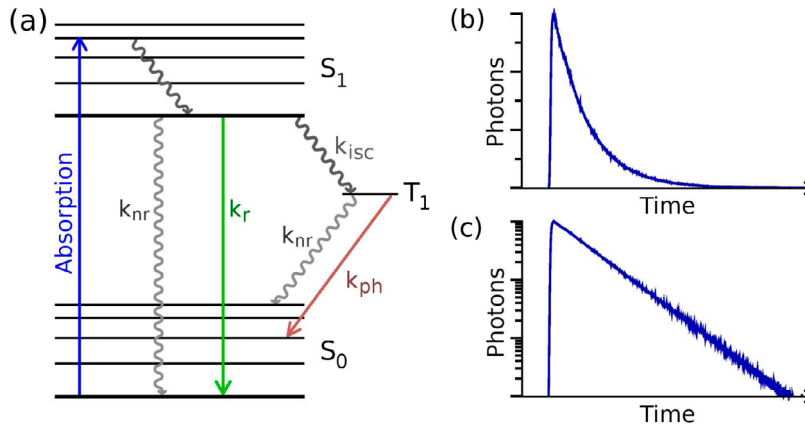 (a)
S1
Absorption
knr
kr
kisc
T1
knr
kph
S0
(b)
Photons
Time
(c)
Photons
Time